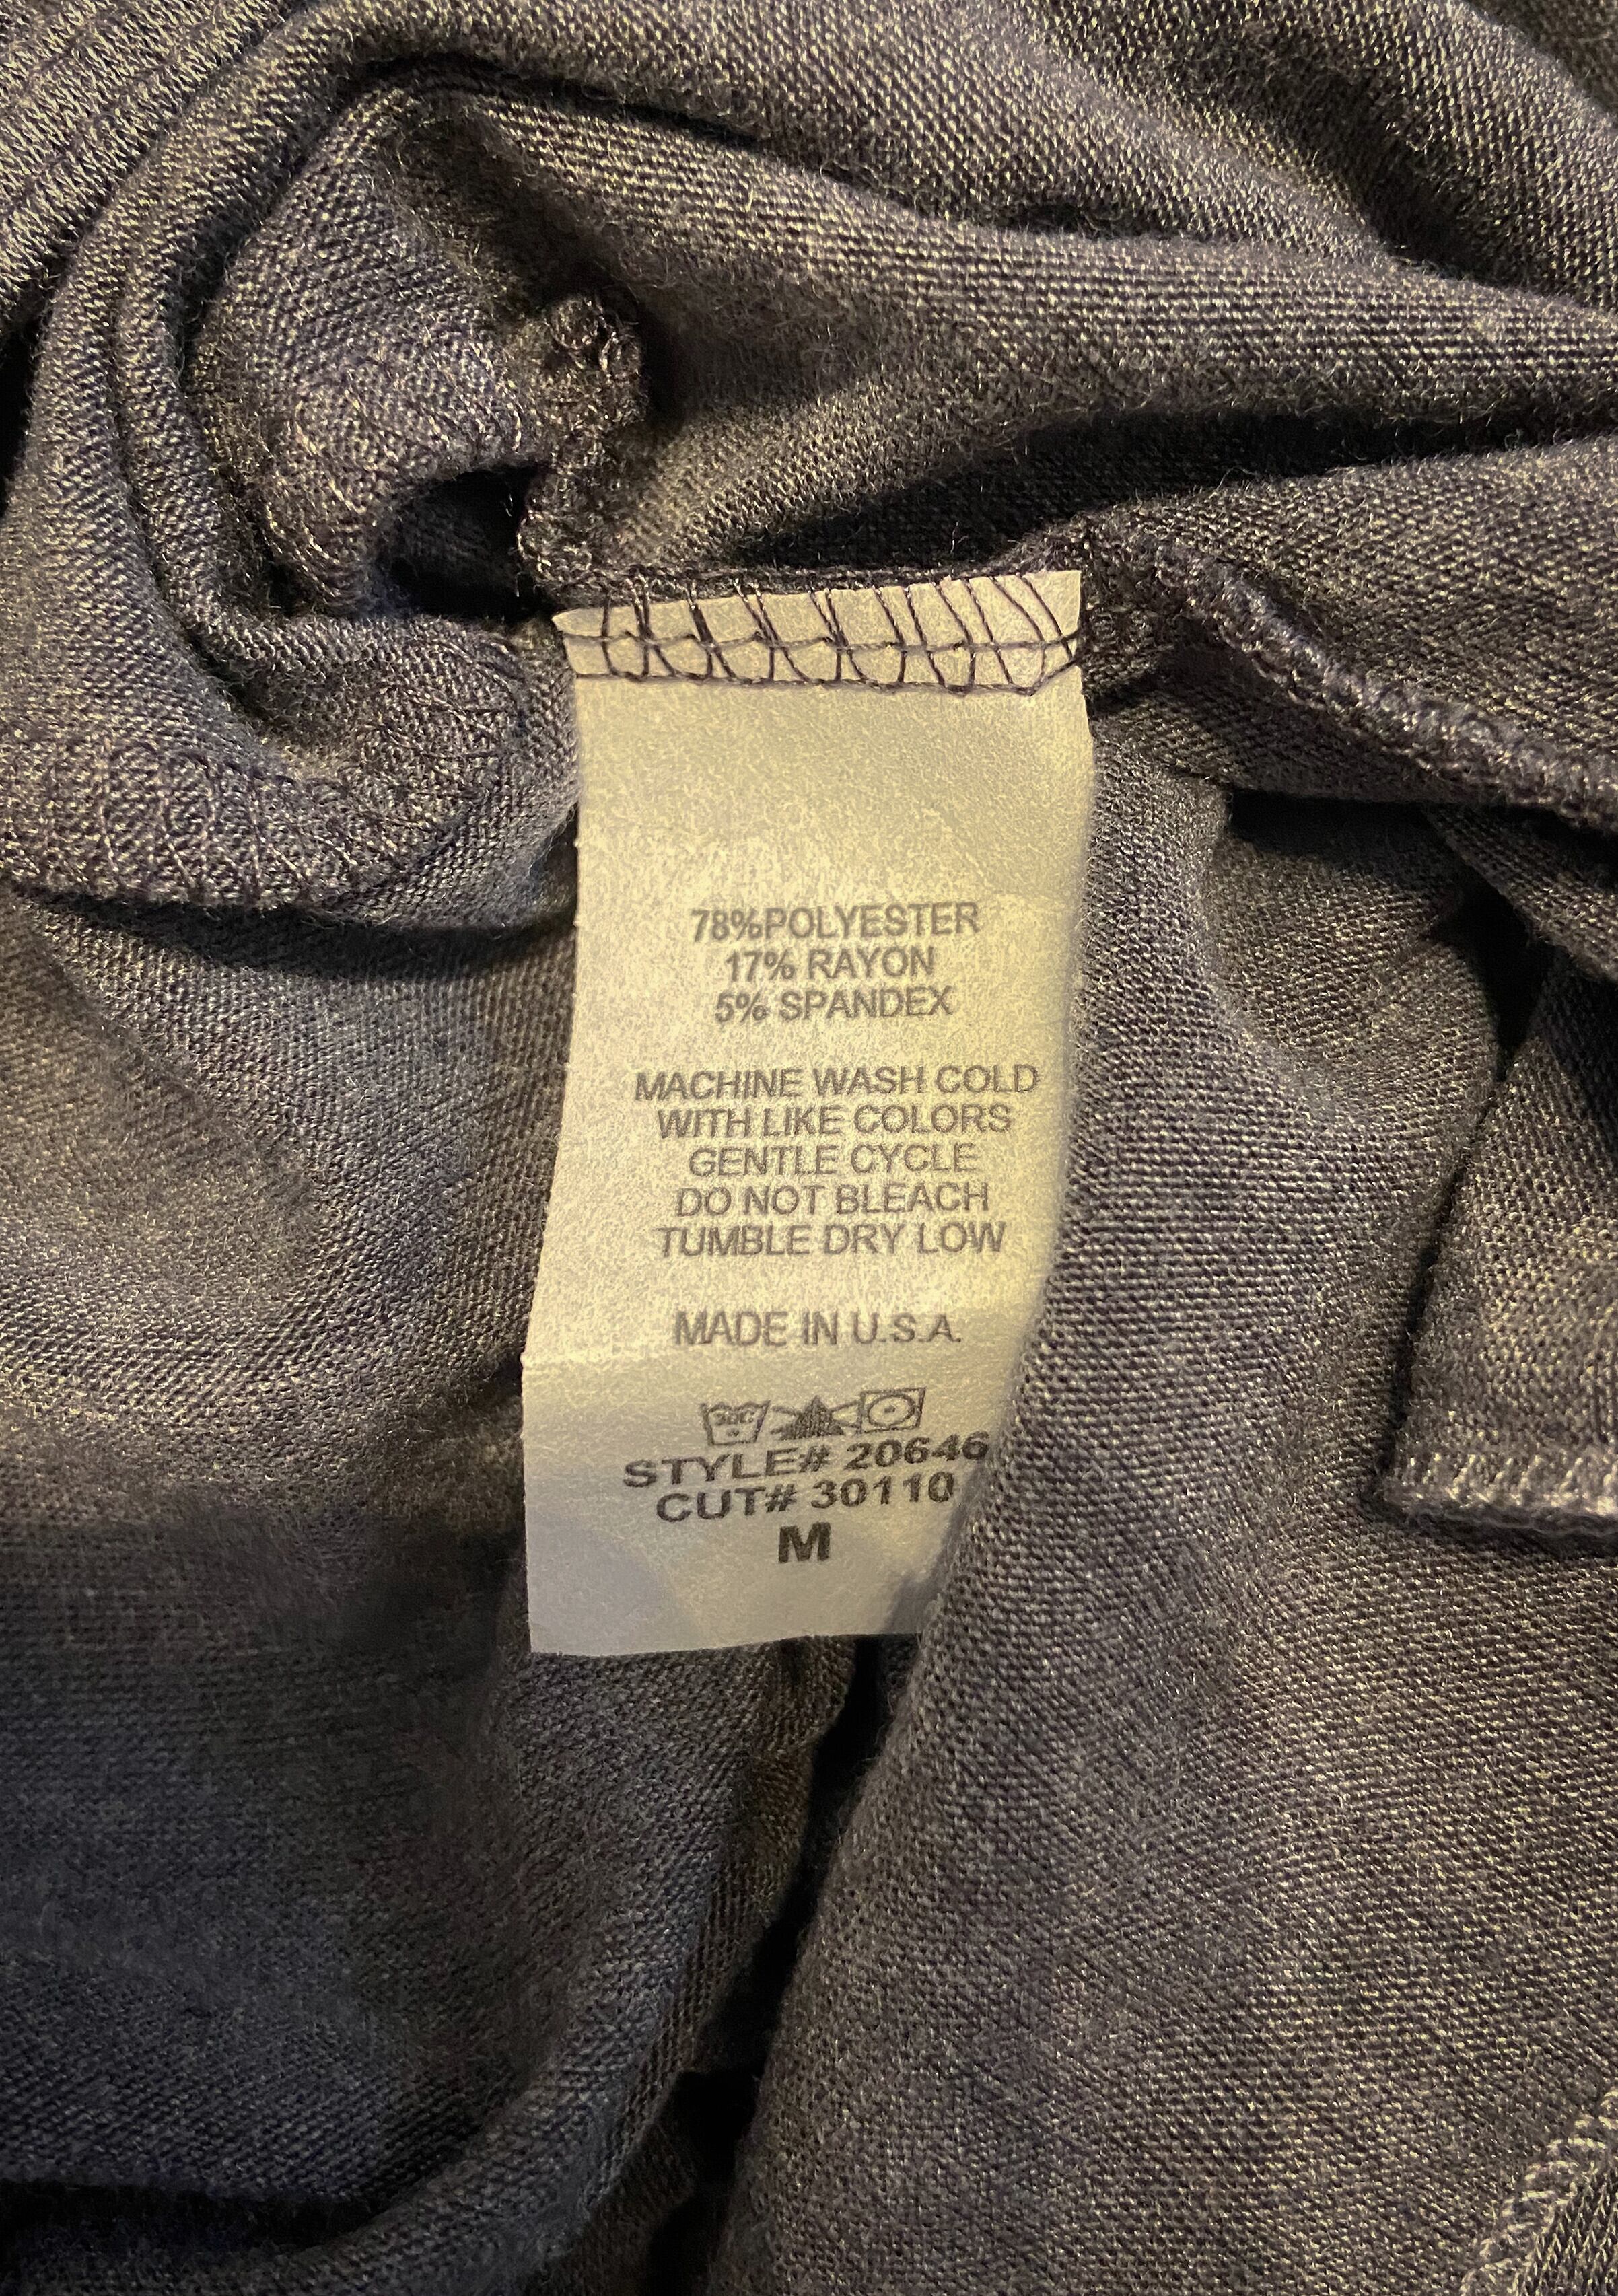 78%POLYESTER
17% RAYON
5% SPANDEX
MACHINE WASH COLD
WITH LIKE COLORS
GENTLE CYCLE
DO NOT BLEACH
TUMBLE DRY LOW
MADE IN U.S.A.
30C
STYLE# 20646
CUT# 30110
M